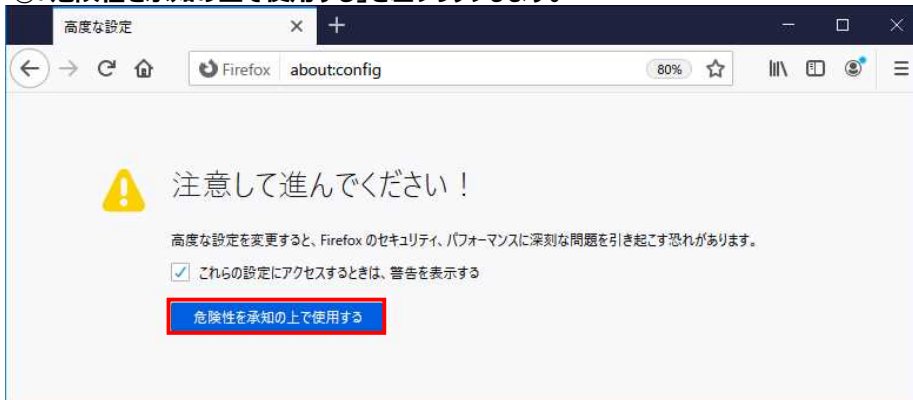 高度な設定
Firefox about:config 80%
注意して進んでください！
高度な設定を変更すると、Firefox のセキュリティ、パフォーマンスに深刻な問題を引き起こす恐れがあります。
これらの設定にアクセスするときは、警告を表示する
危険性を承知の上で使用する